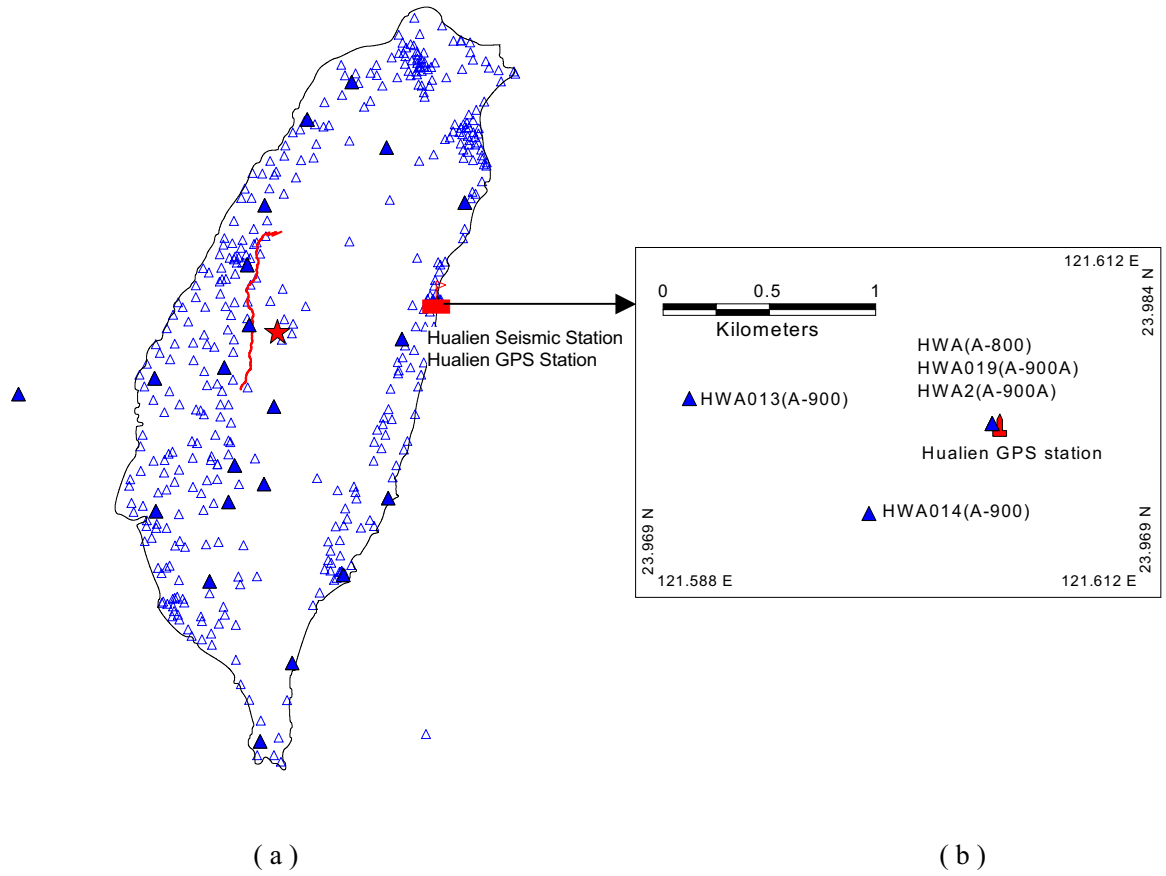 Hualien Seismic Station
Hualien GPS Station
121.612 E
23.984 N
0 0.5 1
Kilometers
HWA(A-800)
HWA019(A-900A)
HWA2(A-900A)
HWA013(A-900)
Hualien GPS station
HWA014(A-900)
23.969 N
23.969 N
121.588 E
121.612 E
( a )
( b )